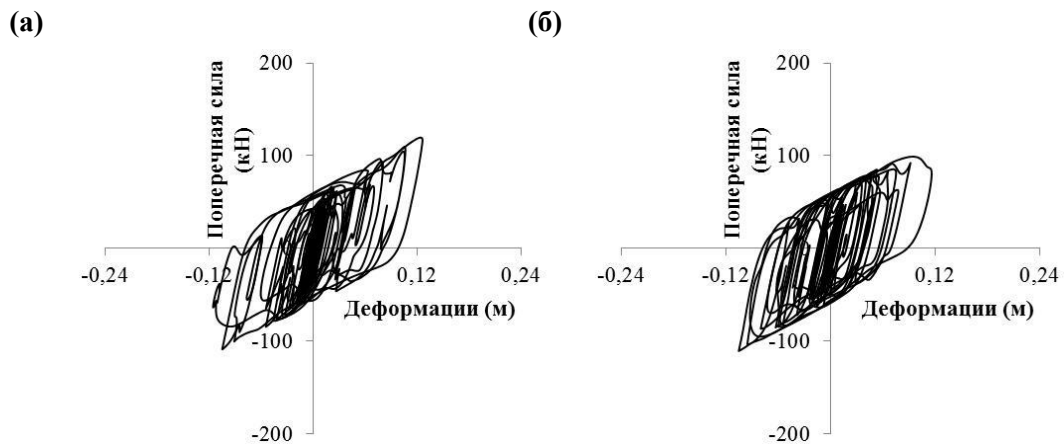 (а)
(б)
Поперечная сила
(кН)
200
100
-0,24
-0,12
0,12
0,24
Деформации (м)
-100
-200
Поперечная сила
(кН)
200
100
-0,24
-0,12
0,12
0,24
Деформации (м)
-100
-200